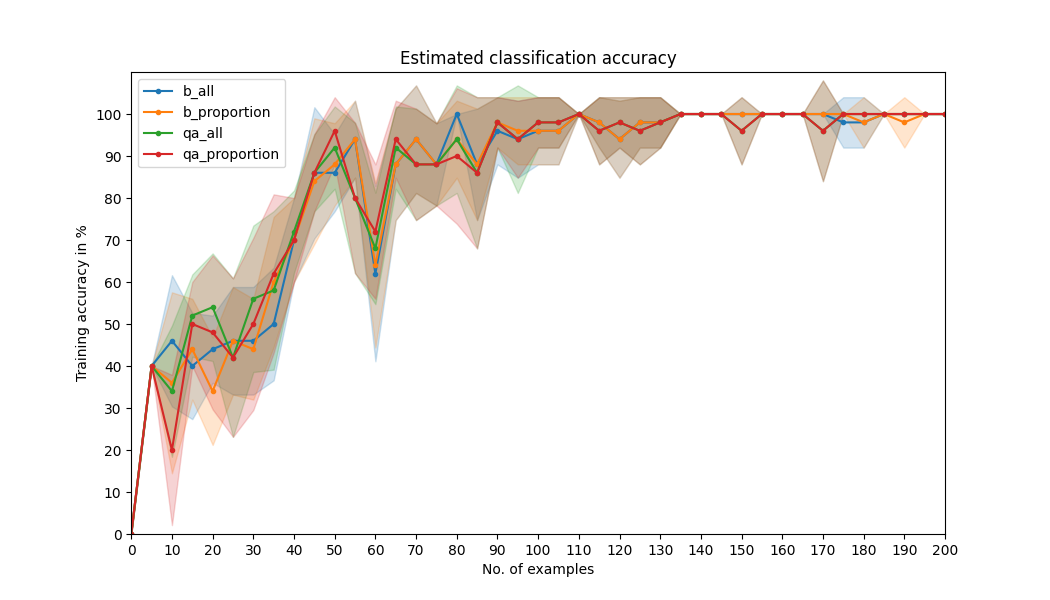 Estimated classification accuracy
b_all
b_proportion
qa_all
qa_proportion
Training accuracy in %
100
90
80
70
60
50
40
30
20
10
0
0 10 20 30 40 50 60 70 80 90 100 110 120 130 140 150 160 170 180 190 200
No. of examples